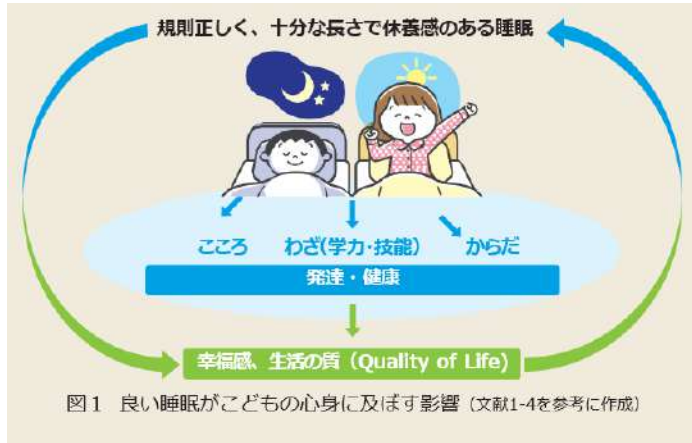 規則正しく、十分な長さで休養感のある睡眠
こころ わざ(学力・技能) からだ
発達・健康
幸福感、生活の質（Quality of Life)
図1 良い睡眠がこどもの心身に及ぼす影響（文献1-4を参考に作成）